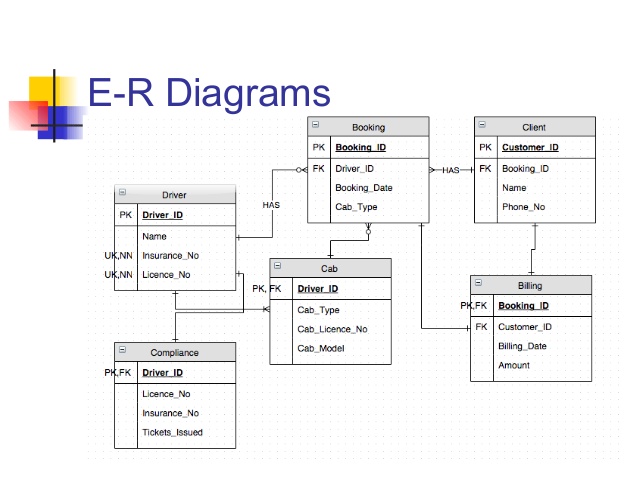 E-R Diagrams
Booking
PK Booking_ID
FK Driver_ID
Booking_Date
Cab_Type
HAS
Client
PK Customer_ID
FK Booking_ID
Name
Phone_No
Driver
PK Driver_ID
Name
UK,NN Insurance_No
UK,NN Licence_No
HAS
Cab
PK, FK Driver_ID
Cab_Type
Cab_Licence_No
Cab_Model
Billing
PK,FK Booking_ID
FK Customer_ID
Billing_Date
Amount
Compliance
PK,FK Driver_ID
Licence_No
Insurance_No
Tickets_Issued